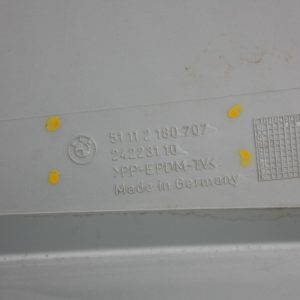 51 11 2 180 707
24223110
>PP-EPDM-TV<
Made in Germany